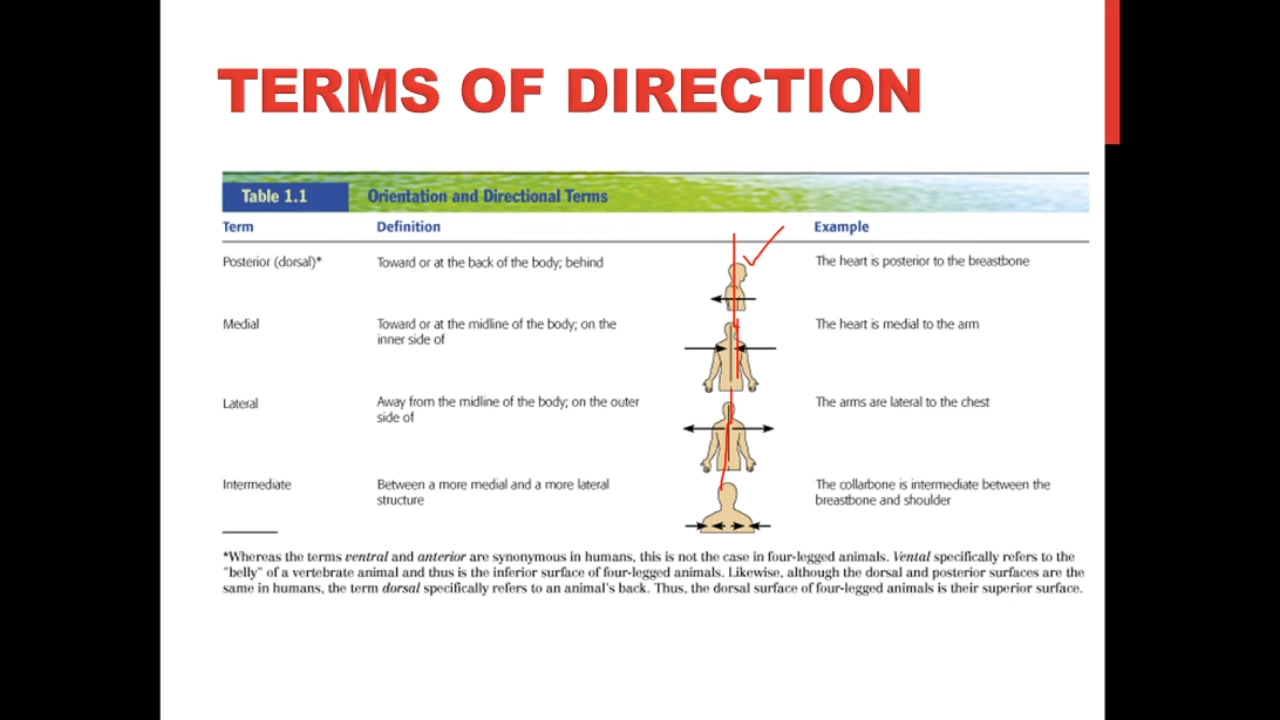 TERMS OF DIRECTION
Table 1.1 Orientation and Directional Terms
Term Definition Example
Posterior (dorsal)* Toward or at the back of the body; behind The heart is posterior to the breastbone
Medial Toward or at the midline of the body; on the The heart is medial to the arm
inner side of
Lateral Away from the midline of the body; on the outer The arms are lateral to the chest
side of
Intermediate Between a more medial and a more lateral The collarbone is intermediate between the
structure breastbone and shoulder
*Whereas the terms ventral and anterior are synonymous in humans, this is not the case in four-legged animals. Vental specifically refers to the
"belly" of a vertebrate animal and thus is the inferior surface of four-legged animals. Likewise, although the dorsal and posterior surfaces are the
same in humans, the term dorsal specifically refers to an animal's back. Thus, the dorsal surface of four-legged animals is their superior surface.